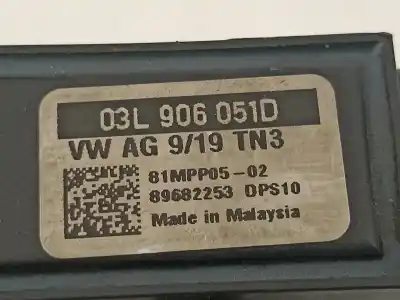 03L 906 051D
VW AG 9/19 TN3
81MPP05-02
89682253 DPS10
Made in Malaysia